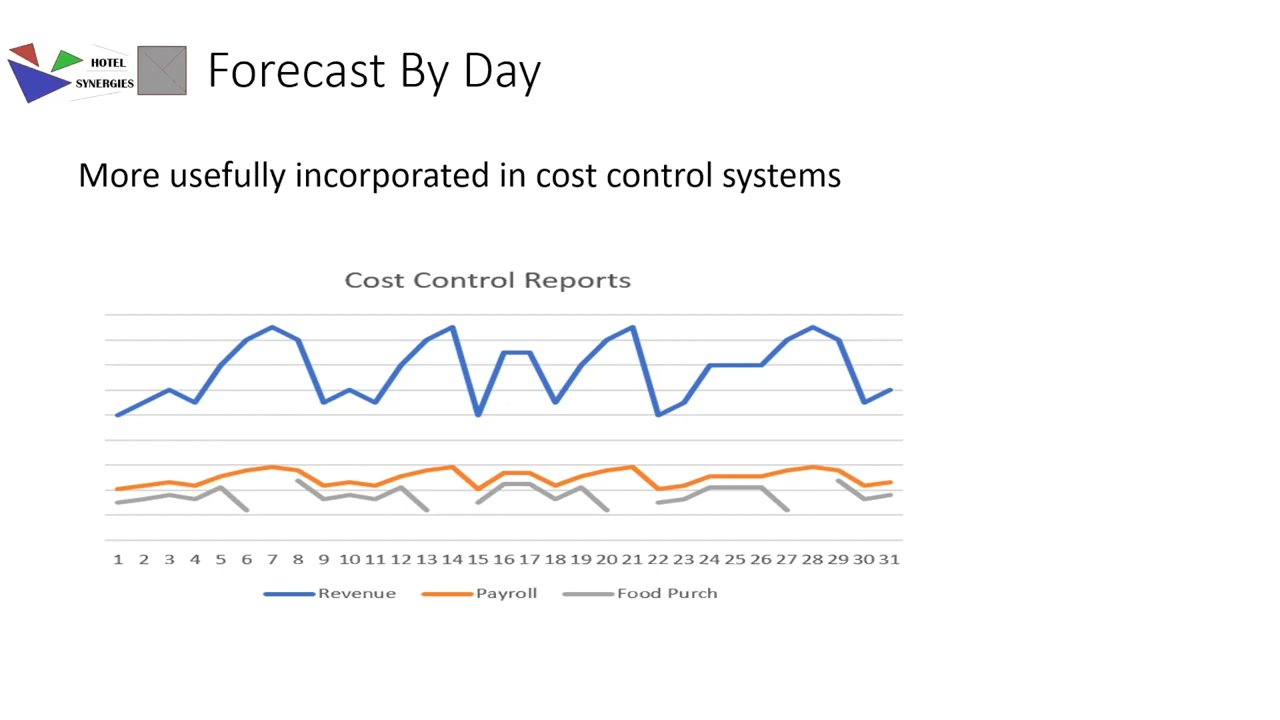 HOTEL
SYNERGIES
Forecast By Day
More usefully incorporated in cost control systems
Cost Control Reports
1 2 3 4 5 6 7 8 9 10 11 12 13 14 15 16 17 18 19 20 21 22 23 24 25 26 27 28 29 30 31
Revenue Payroll Food Purch